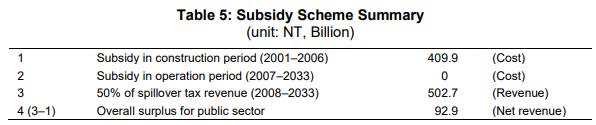 Table 5: Subsidy Scheme Summary
(unit: NT, Billion)
1 Subsidy in construction period (2001–2006) 409.9 (Cost)
2 Subsidy in operation period (2007–2033) 0 (Cost)
3 50% of spillover tax revenue (2008–2033) 502.7 (Revenue)
4 (3–1) Overall surplus for public sector 92.9 (Net revenue)